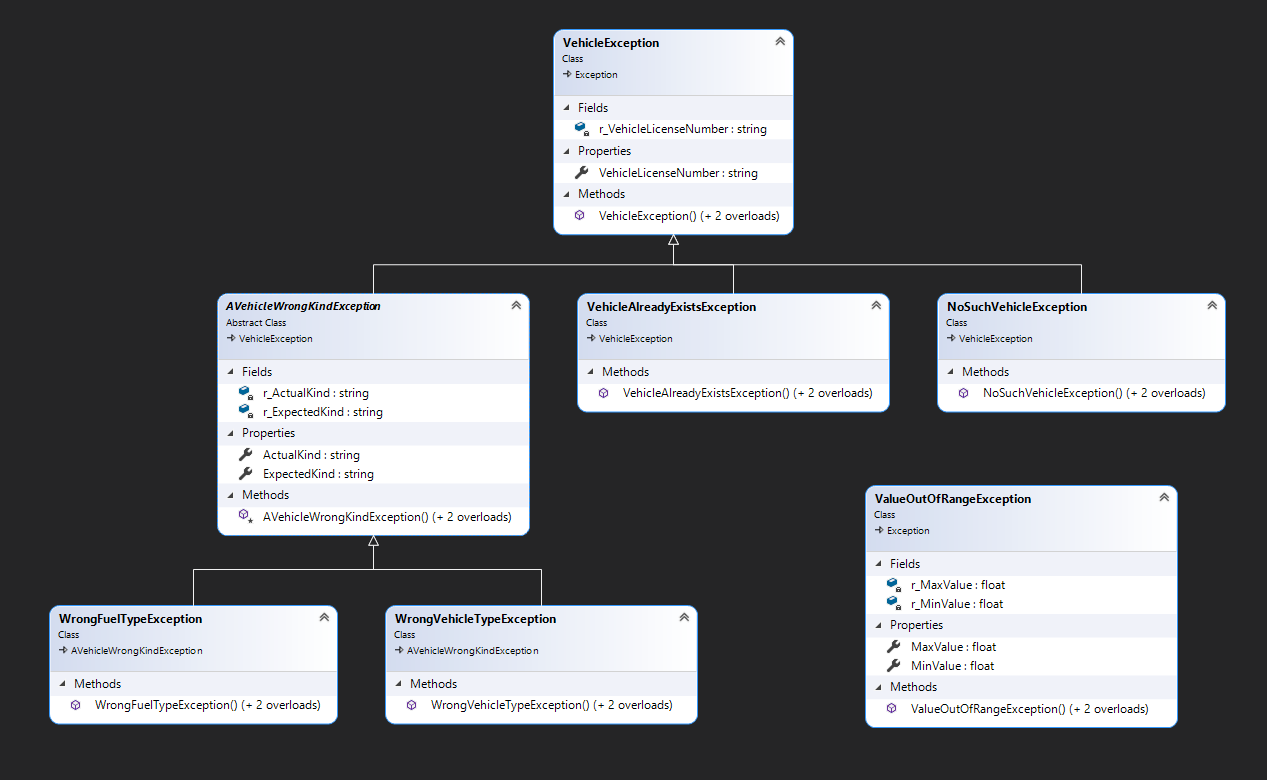 VehicleException
Class
Exception
Fields
r_VehicleLicenseNumber : string
Properties
VehicleLicenseNumber : string
Methods
VehicleException() (+ 2 overloads)
AVehicleWrongKindException
Abstract Class
VehicleException
Fields
r_ActualKind : string
r_ExpectedKind : string
Properties
ActualKind : string
ExpectedKind : string
Methods
AVehicleWrongKindException() (+ 2 overloads)
VehicleAlreadyExistsException
Class
VehicleException
Methods
VehicleAlreadyExistsException() (+ 2 overloads)
NoSuchVehicleException
Class
VehicleException
Methods
NoSuchVehicleException() (+ 2 overloads)
ValueOutOfRangeException
Class
Exception
Fields
r_MaxValue : float
r_MinValue : float
Properties
MaxValue : float
MinValue : float
Methods
ValueOutOfRangeException() (+ 2 overloads)
WrongFuelTypeException
Class
AVehicleWrongKindException
Methods
WrongFuelTypeException() (+ 2 overloads)
WrongVehicleTypeException
Class
AVehicleWrongKindException
Methods
WrongVehicleTypeException() (+ 2 overloads)